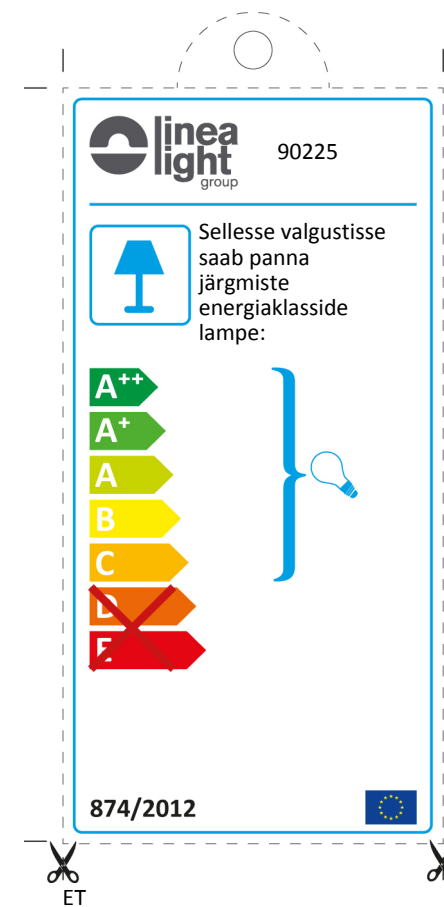 linea
light
group
90225
Sellesse valgustisse
saab panna
järgmiste
energiaklasside
lampe:
A++
A+
A
B
C
D
E
874/2012
ET